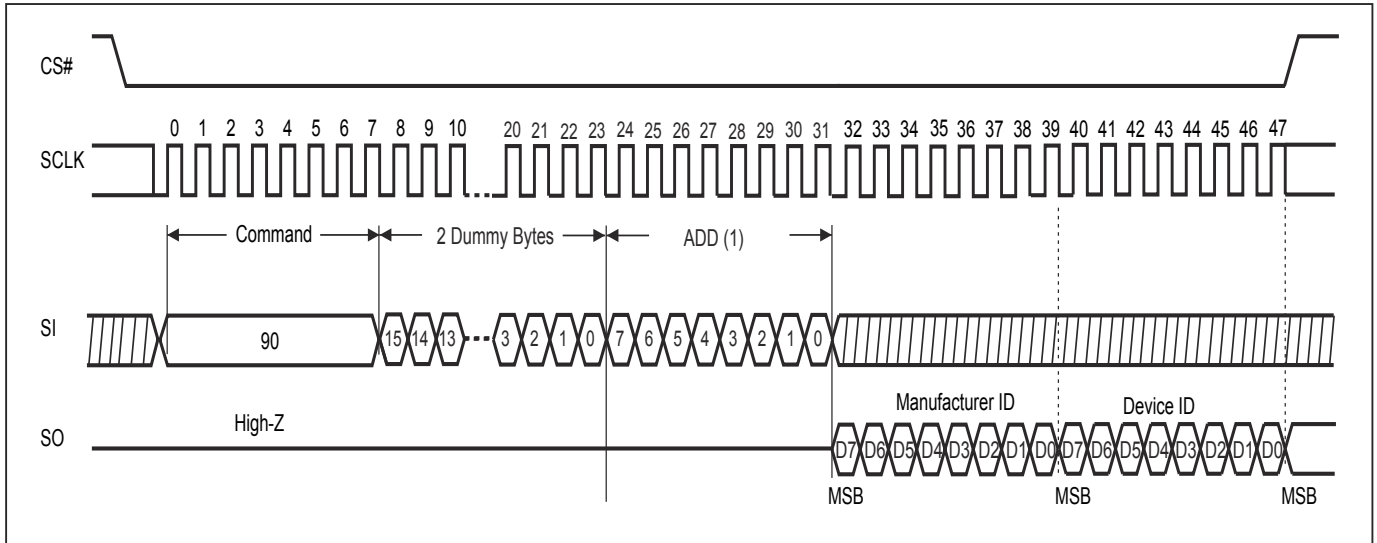 CS#
0 1 2 3 4 5 6 7 8 9 10 20 21 22 23 24 25 26 27 28 29 30 31 32 33 34 35 36 37 38 39 40 41 42 43 44 45 46 47
SCLK
Command 2 Dummy Bytes ADD (1)
SI 90 15 14 13 3 2 1 0 7 6 5 4 3 2 1 0
Manufacturer ID Device ID
High-Z
SO D7 D6 D5 D4 D3 D2 D1 D0 D7 D6 D5 D4 D3 D2 D1 D0
MSB MSB MSB